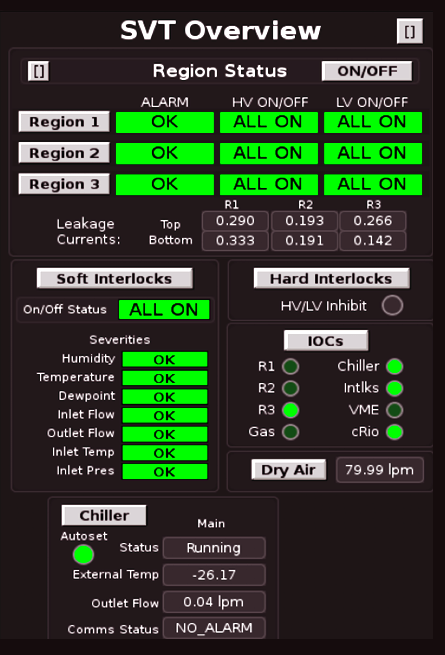 SVT Overview []
[] Region Status ON/OFF
ALARM HV ON/OFF LV ON/OFF
Region 1 OK ALL ON ALL ON
Region 2 OK ALL ON ALL ON
Region 3 OK ALL ON ALL ON
R1 R2 R3
Leakage Currents: Top 0.290 0.193 0.266
Bottom 0.333 0.191 0.142
Soft Interlocks
On/Off Status ALL ON
Severities
Humidity OK
Temperature OK
Dewpoint OK
Inlet Flow OK
Outlet Flow OK
Inlet Temp OK
Inlet Pres OK
Hard Interlocks
HV/LV Inhibit
IOCs
R1 Chiller
R2 Intlks
R3 VME
Gas cRio
Dry Air 79.99 lpm
Chiller
Main
Autoset
Status Running
External Temp -26.17
Outlet Flow 0.04 lpm
Comms Status NO_ALARM